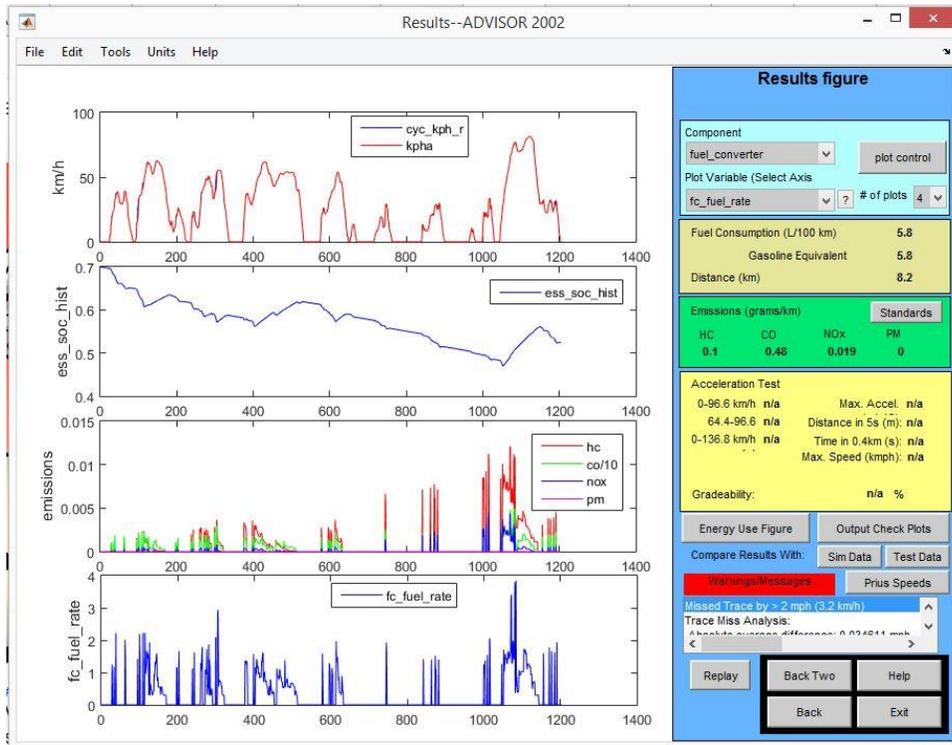 Results--ADVISOR 2002
File Edit Tools Units Help
100
50
0
km/h
cyc_kph_r
kpha
0 200 400 600 800 1000 1200 1400
0.7
0.6
0.5
0.4
ess_soc_hist
ess_soc_hist
0 200 400 600 800 1000 1200 1400
0.015
0.01
0.005
0
emissions
hc
co/10
nox
pm
0 200 400 600 800 1000 1200 1400
4
3
2
1
0
fc_fuel_rate
fc_fuel_rate
0 200 400 600 800 1000 1200 1400
Results figure
Component
fuel_converter
plot control
Plot Variable (Select Axis
fc_fuel_rate ? # of plots 4
Fuel Consumption (L/100 km) 5.8
Gasoline Equivalent 5.8
Distance (km) 8.2
Emissions (grams/km) Standards
HC CO NOx PM
0.1 0.48 0.019 0
Acceleration Test
0-96.6 km/h n/a Max. Accel. n/a
64.4-96.6 n/a Distance in 5s (m): n/a
0-136.8 km/h n/a Time in 0.4km (s): n/a
Max. Speed (kmph): n/a
Gradeability: n/a %
Energy Use Figure Output Check Plots
Compare Results With: Sim Data Test Data
Warnings/Messages Prius Speeds
Missed Trace by > 2 mph (3.2 km/h)
Trace Miss Analysis:
Absolute average difference: 0.034611 mph
Replay Back Two Help
Back Exit